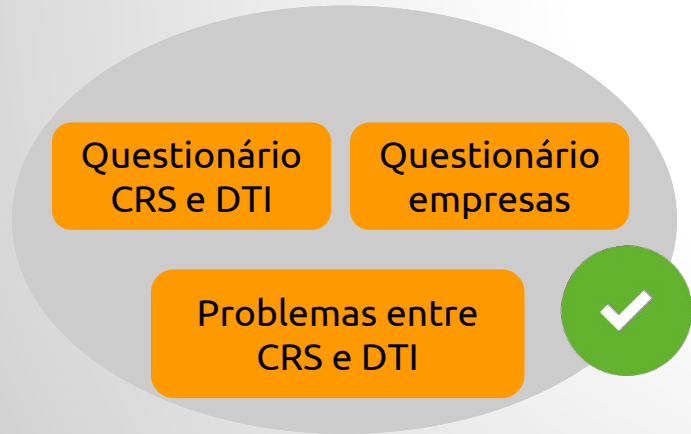 Questionário
CRS e DTI
Questionário
empresas
Problemas entre
CRS e DTI